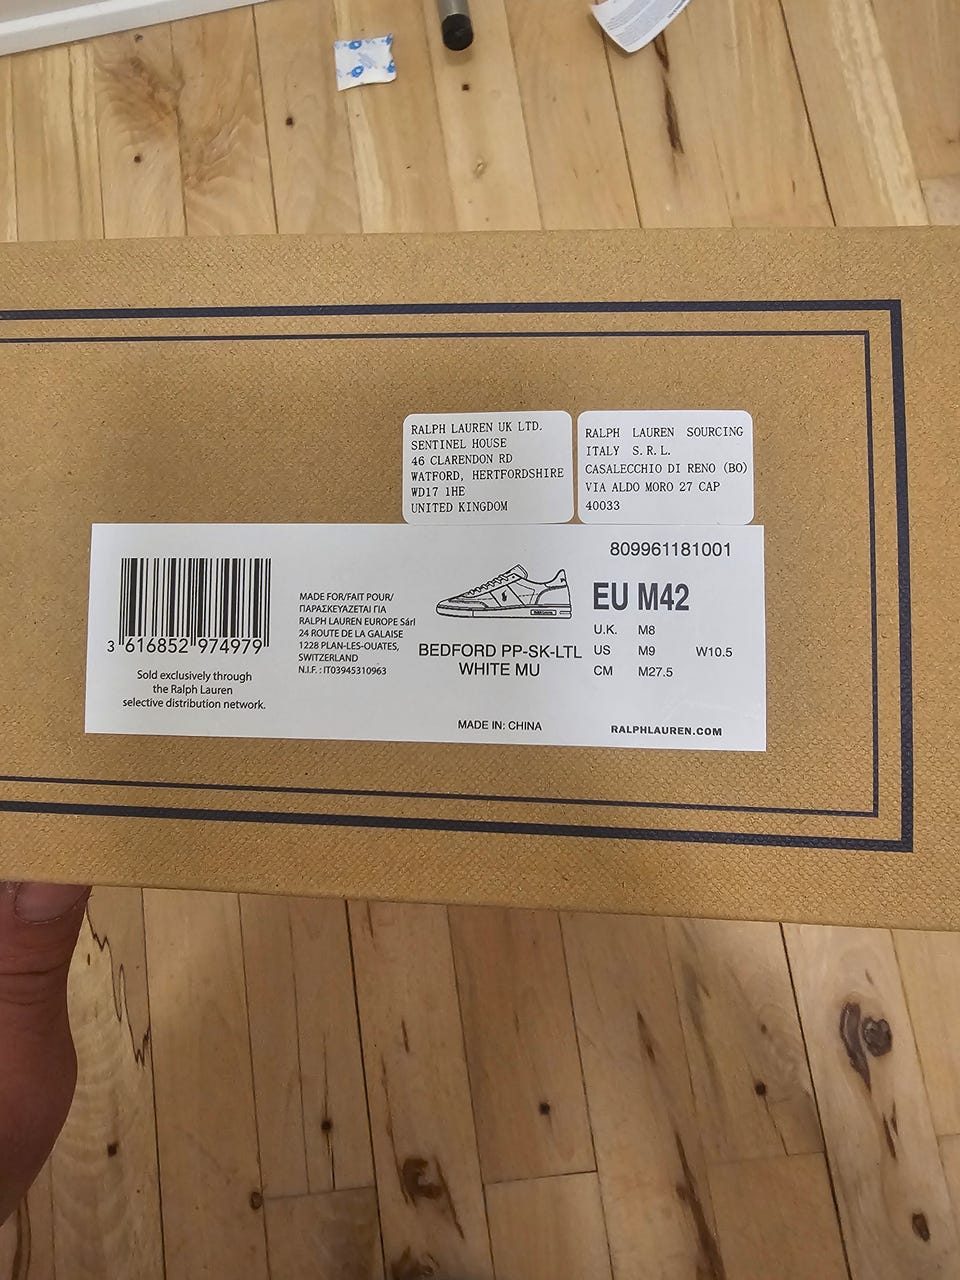 RALPH LAUREN UK LTD.
SENTINEL HOUSE
46 CLARENDON RD
WATFORD, HERTFORDSHIRE
WD17 1HE
UNITED KINGDOM
RALPH LAUREN SOURCING
ITALY S.R.L.
CASALECCHIO DI RENO (BO)
VIA ALDO MORO 27 CAP
40033
3 616852 974979
Sold exclusively through
the Ralph Lauren
selective distribution network.
MADE FOR/FAIT POUR/
ΠΑΡΑΣΚΕΥΑΖΕΤΑΙ ΓΙΑ
RALPH LAUREN EUROPE Sárl
24 ROUTE DE LA GALAISE
1228 PLAN-LES-OUATES,
SWITZERLAND
N.I.F. : IT03945310963
BEDFORD PP-SK-LTL
WHITE MU
MADE IN: CHINA
809961181001
EU M42
U.K. M8
US M9 W10.5
CM M27.5
RALPHLAUREN.COM